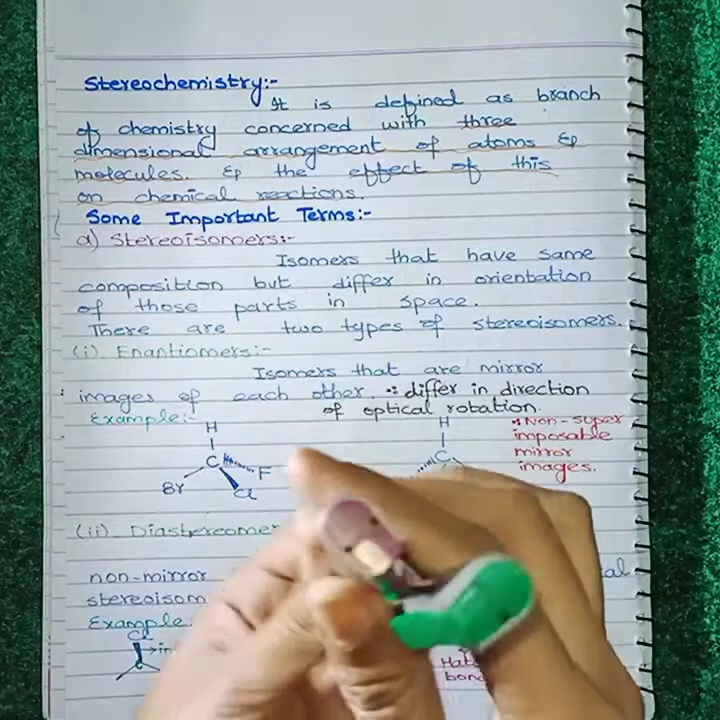 Stereochemistry:-
It is defined as branch
of chemistry concerned with three
dimensional arrangement of atoms &
molecules. & the effect of this
on chemical reactions.
Some Important Terms:-
a) Stereoisomers:-
Isomers that have same
composition but differ in orientation
of those parts in space.
There are two types of stereoisomers.
(i) Enantiomers:-
Isomers that are mirror
images of each other. ∴ differ in direction
of optical rotation.
Example:-
H
C
F
Br
Cl
H
C
Non-super
imposable
mirror
images.
(ii) Diastereomer
non-mirror
stereoisom
Example:
Cl
→in
bond